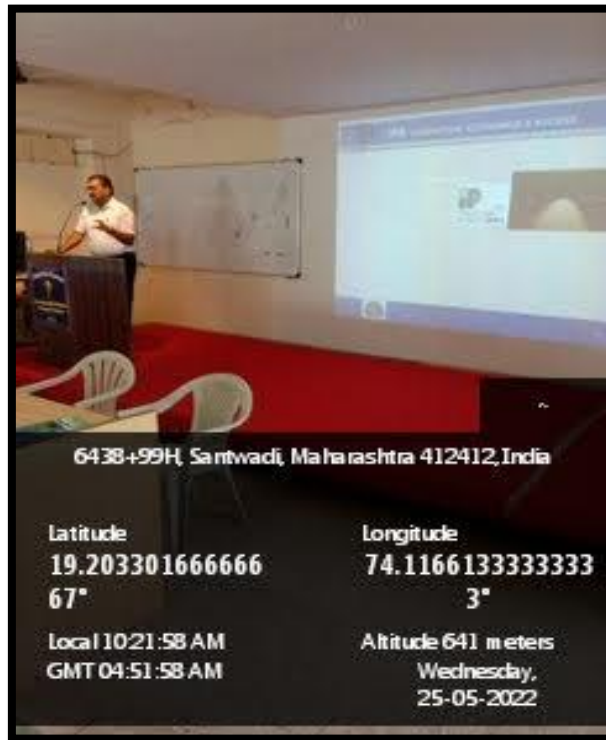 6438+99H, Santwadi, Maharashtra 412412, India
Latitude
19.203301666666
67°
Longitude
74.1166133333333
3°
Local 10:21:58 AM
GMT 04:51:58 AM
Altitude 641 meters
Wednesday,
25-05-2022